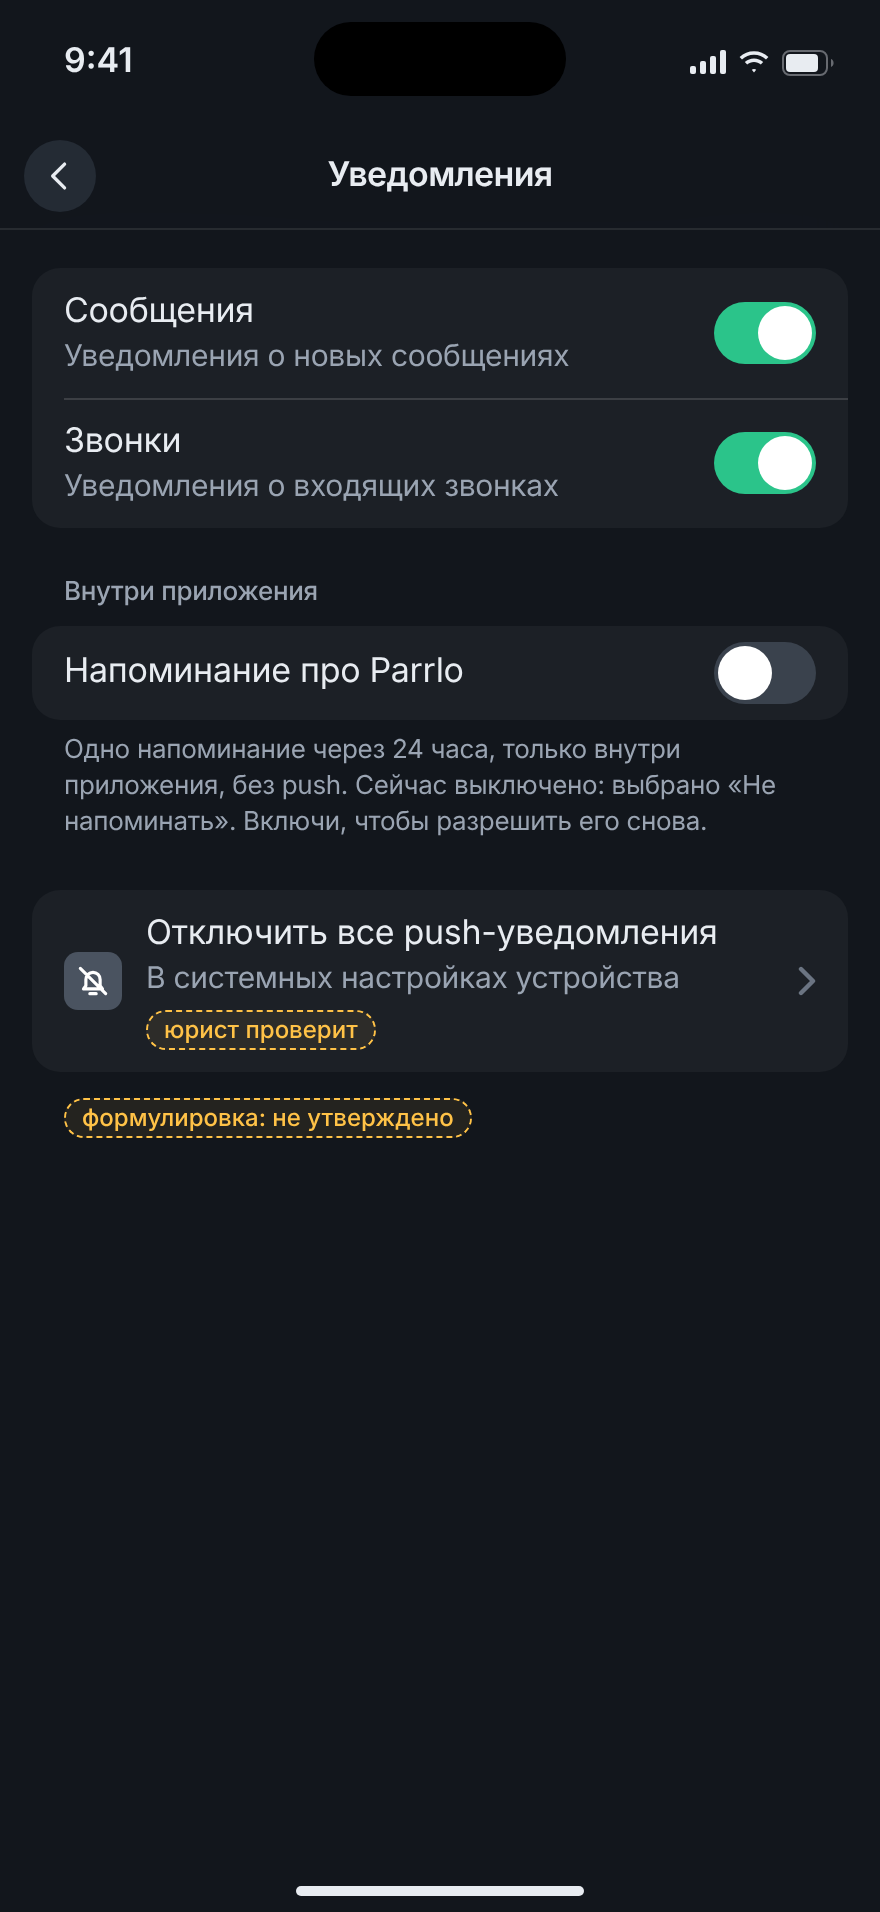 9:41
Уведомления
Сообщения
Уведомления о новых сообщениях
Звонки
Уведомления о входящих звонках
Внутри приложения
Напоминание про Parrlo
Одно напоминание через 24 часа, только внутри
приложения, без push. Сейчас выключено: выбрано «Не
напоминать». Включи, чтобы разрешить его снова.
Отключить все push-уведомления
В системных настройках устройства
юрист проверит
формулировка: не утверждено